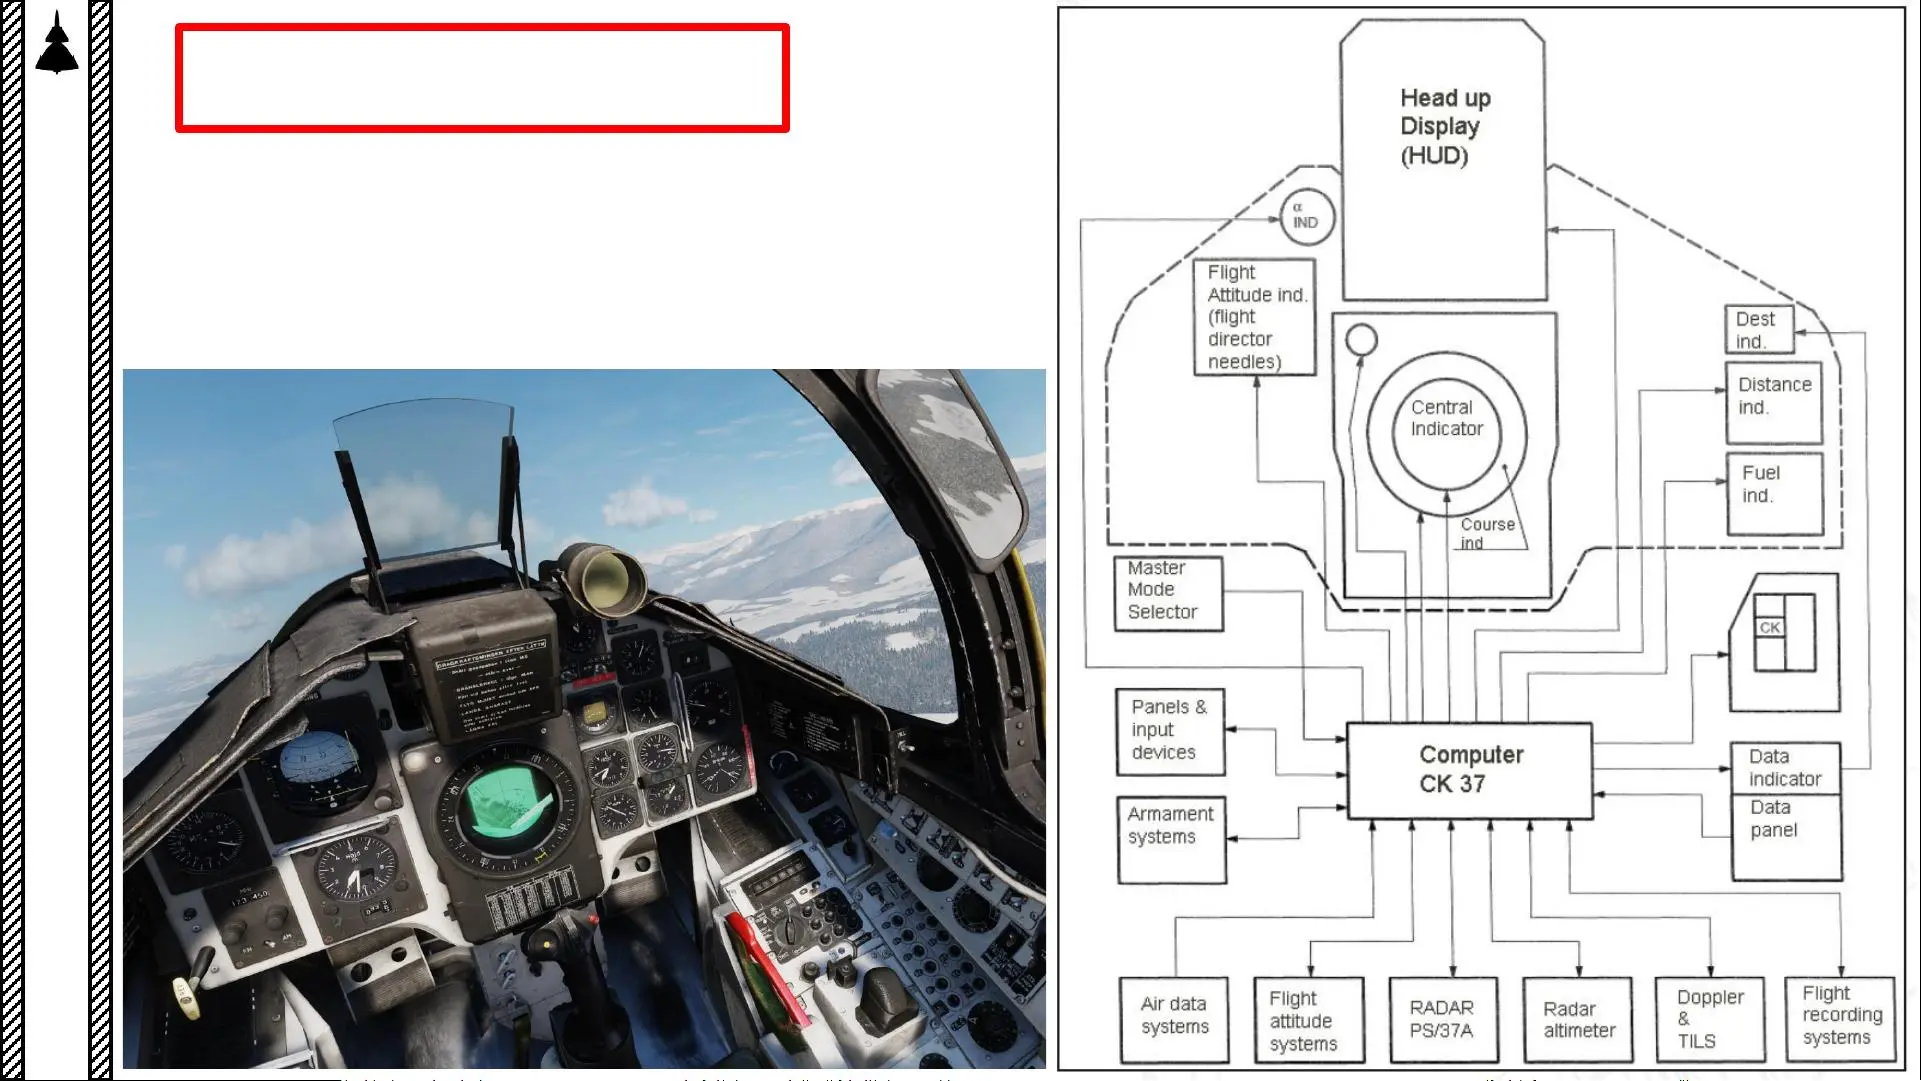 Head up
Display
(HUD)
α
IND
Flight
Attitude ind.
(flight
director
needles)
Dest
ind.
Distance
ind.
Central
Indicator
Fuel
ind.
Course
ind
Master
Mode
Selector
CK
Panels &
input
devices
Computer
CK 37
Data
indicator
Data
panel
Armament
systems
Air data
systems
Flight
attitude
systems
RADAR
PS/37A
Radar
altimeter
Doppler
&
TILS
Flight
recording
systems
FM
AM